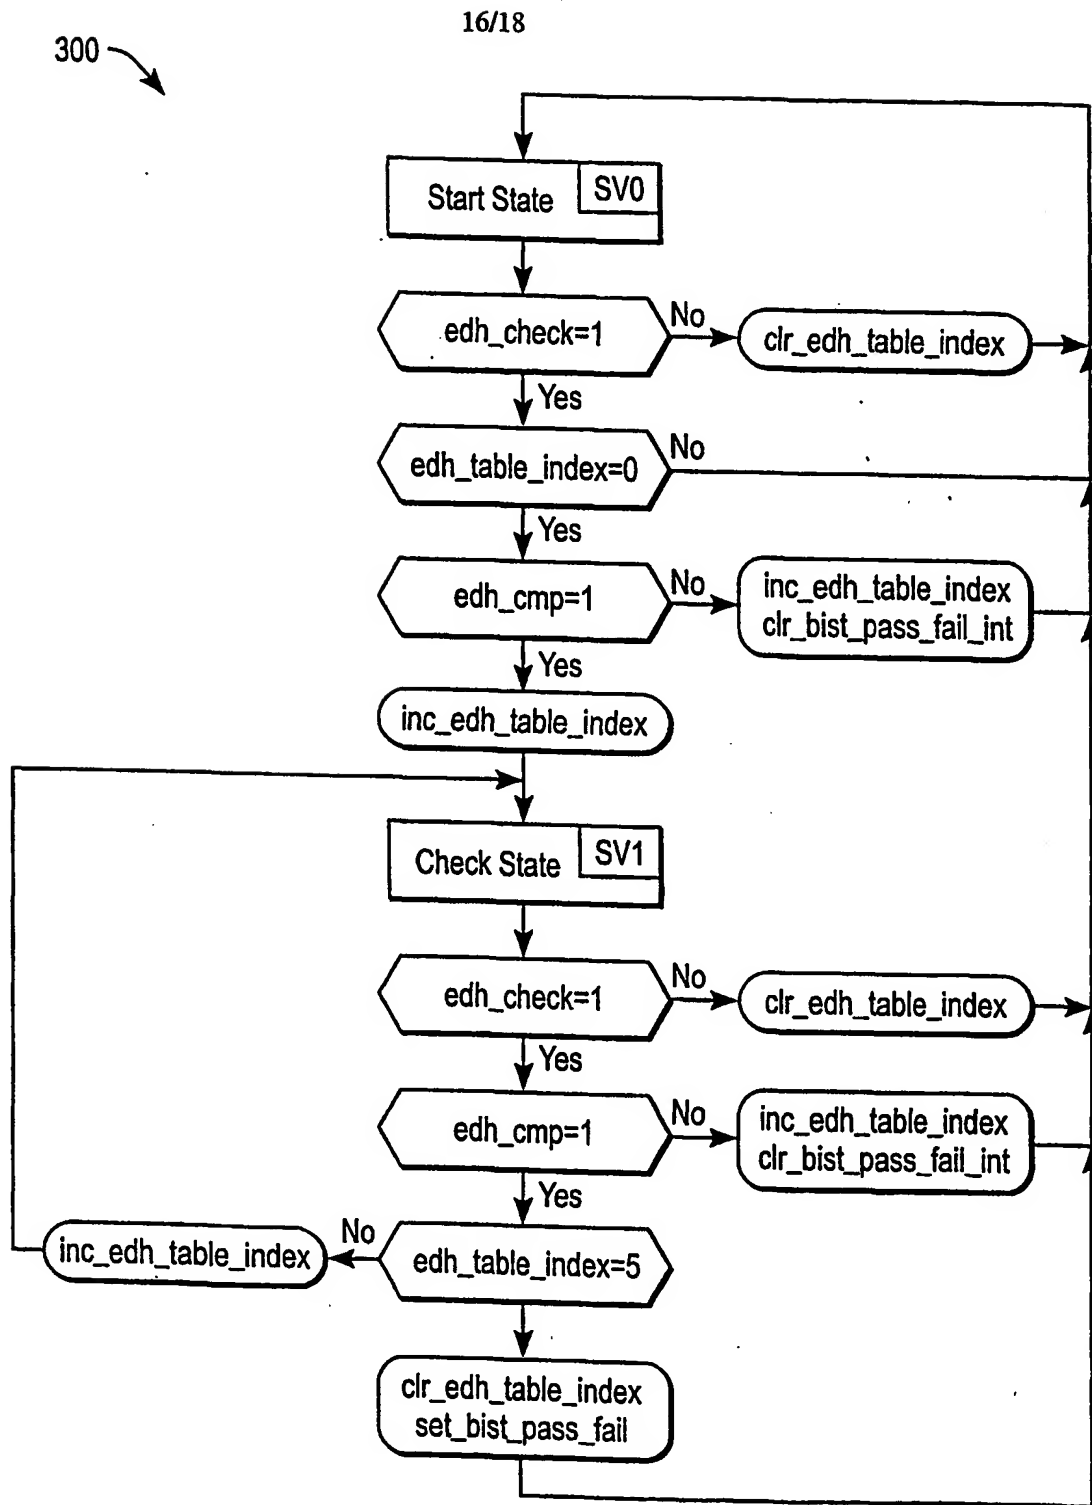 16/18
300
Start State
SV0
edh_check=1
No
clr_edh_table_index
Yes
edh_table_index=0
No
Yes
edh_cmp=1
No
inc_edh_table_index
clr_bist_pass_fail_int
Yes
inc_edh_table_index
Check State
SV1
edh_check=1
No
clr_edh_table_index
Yes
edh_cmp=1
No
inc_edh_table_index
clr_bist_pass_fail_int
Yes
inc_edh_table_index
No
edh_table_index=5
clr_edh_table_index
set_bist_pass_fail